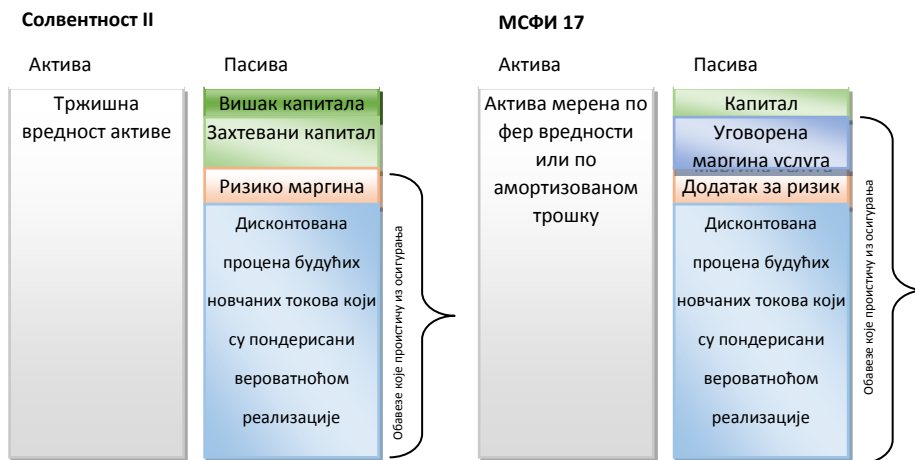 Солвентност II
Актива
Пасива
Тржишна
вредност активе
Вишак капитала
Захтевани капитал
Ризико маргина
Дисконтована
процена будућих
новчаних токова који
су пондерисани
вероватноћом
реализације
Обавезе које проистичу из осигурања
МСФИ 17
Актива
Пасива
Актива мерена по
фер вредности
или по
амортизованом
трошку
Капитал
Уговорена
маргина услуга
Додатак за ризик
Дисконтована
процена будућих
новчаних токова који
су пондерисани
вероватноћом
реализације
Обавезе које проистичу из осигурања